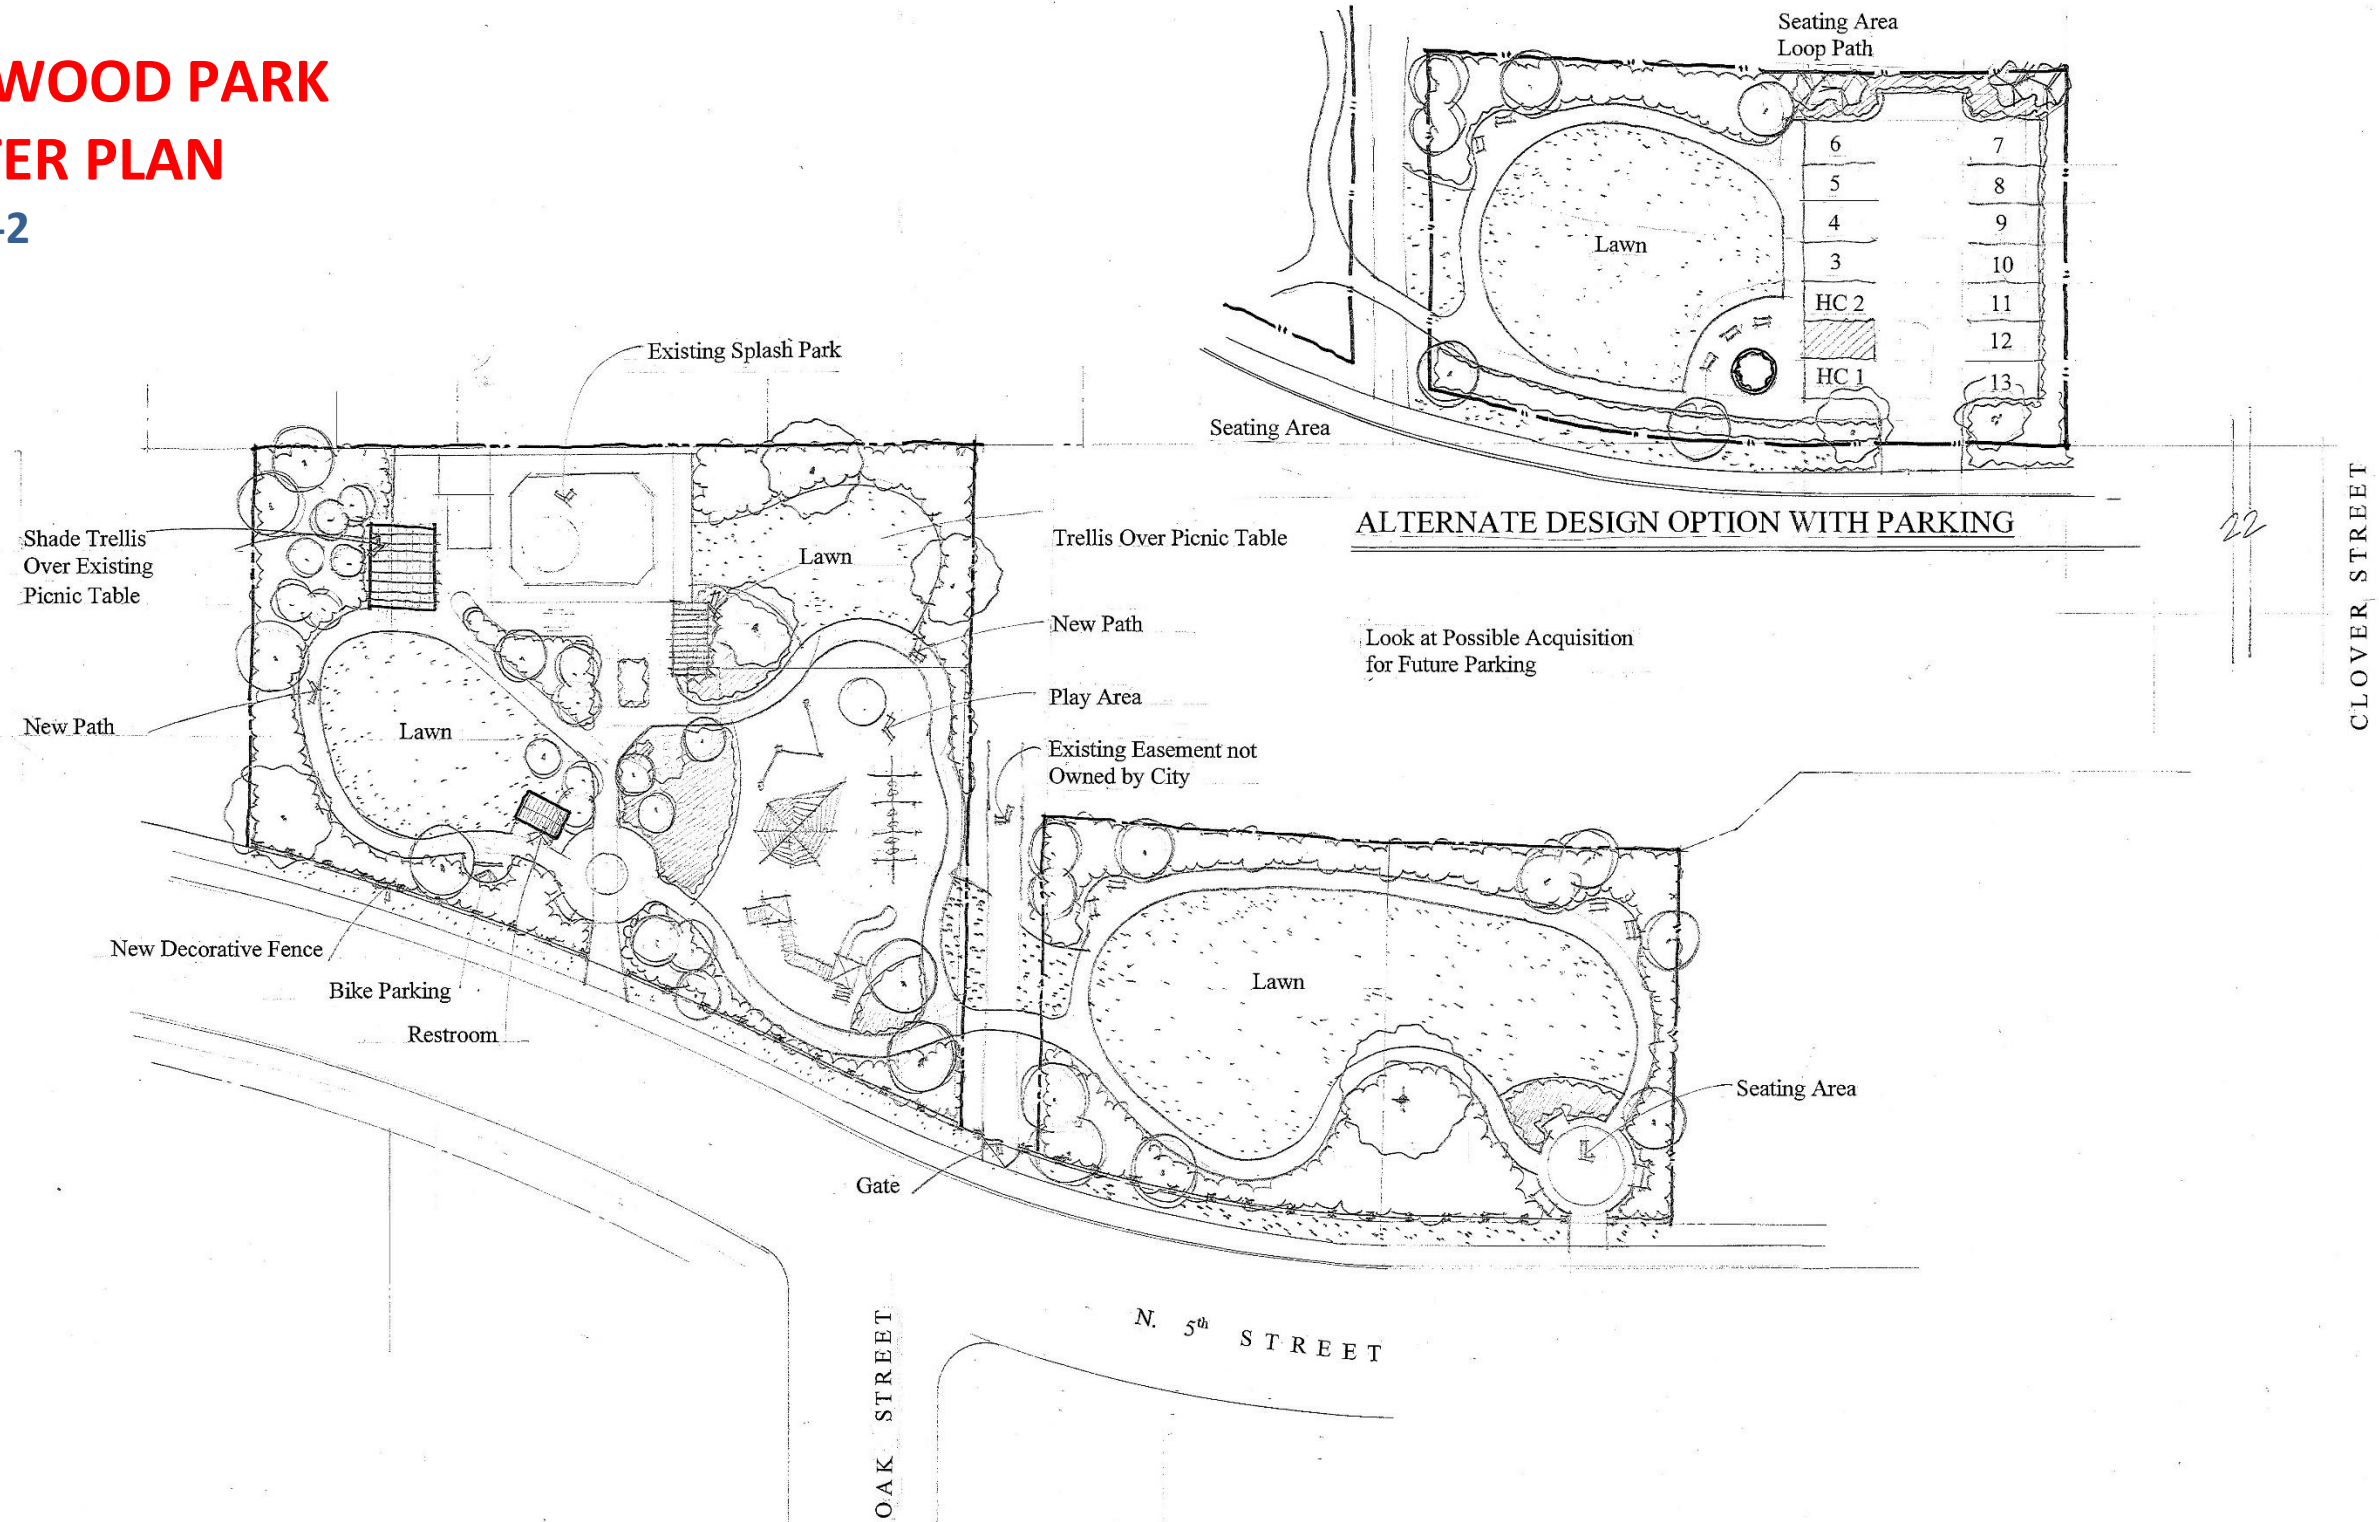 WOOD PARK
TER PLAN
-2
Seating Area
Loop Path
6
7
5
8
4
9
Lawn
3
10
HC 2
11
12
HC 1
13
Seating Area
ALTERNATE DESIGN OPTION WITH PARKING
Existing Splash Park
Shade Trellis
Over Existing
Picnic Table
Lawn
Trellis Over Picnic Table
New Path
Look at Possible Acquisition
for Future Parking
22
CLOVER STREET
Play Area
New Path
Lawn
Existing Easement not
Owned by City
New Decorative Fence
Bike Parking
Restroom
Lawn
Seating Area
Gate
N. 5th STREET
OAK STREET